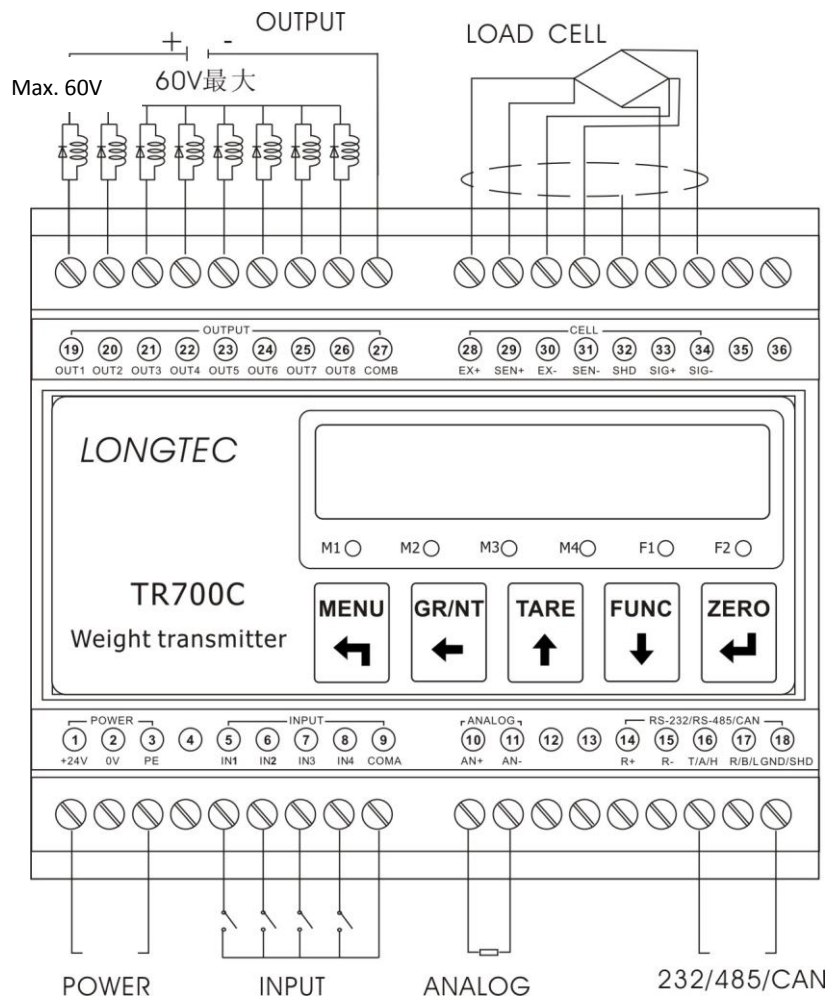 OUTPUT
LOAD CELL
+ -
Max. 60V
60V最大
OUTPUT
CELL
19 20 21 22 23 24 25 26 27 28 29 30 31 32 33 34 35 36
OUT1 OUT2 OUT3 OUT4 OUT5 OUT6 OUT7 OUT8 COMB EX+ SEN+ EX- SEN- SHD SIG+ SIG-
LONGTEC
M1 M2 M3 M4 F1 F2
TR700C
Weight transmitter
MENU GR/NT TARE FUNC ZERO
POWER INPUT ANALOG RS-232/RS-485/CAN
1 2 3 4 5 6 7 8 9 10 11 12 13 14 15 16 17 18
+24V 0V PE IN1 IN2 IN3 IN4 COMA AN+ AN- R+ R- T/A/H R/B/L GND/SHD
POWER INPUT ANALOG 232/485/CAN